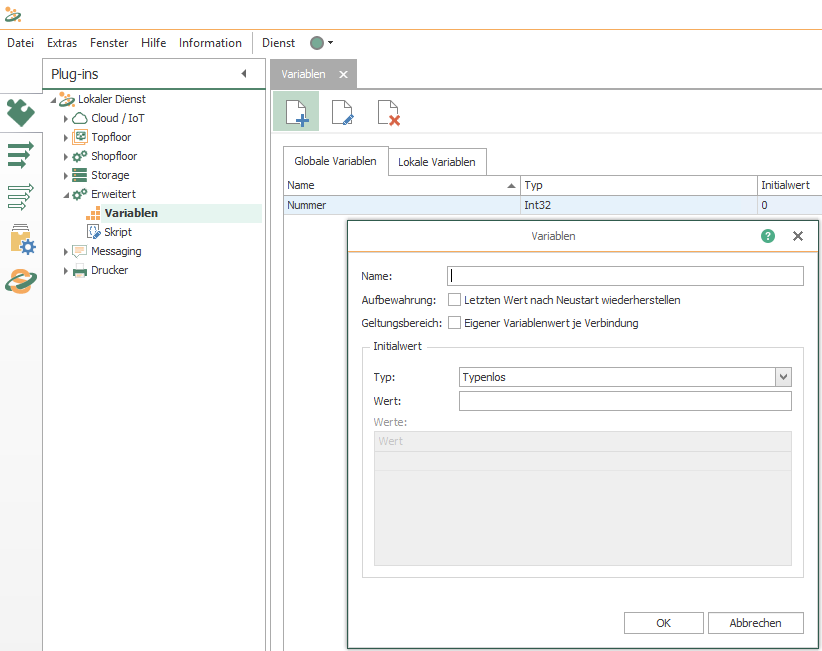 Datei Extras Fenster Hilfe Information Dienst
Plug-ins
Lokaler Dienst
Cloud / IoT
Topfloor
Shopfloor
Storage
Erweitert
Variablen
Skript
Messaging
Drucker
Variablen
Globale Variablen Lokale Variablen
Name Typ Initialwert
Nummer Int32 0
Variablen ?
Name:
Aufbewahrung: Letzten Wert nach Neustart wiederherstellen
Geltungsbereich: Eigener Variablenwert je Verbindung
Initialwert
Typ: Typenlos
Wert:
Werte:
Wert
OK Abbrechen